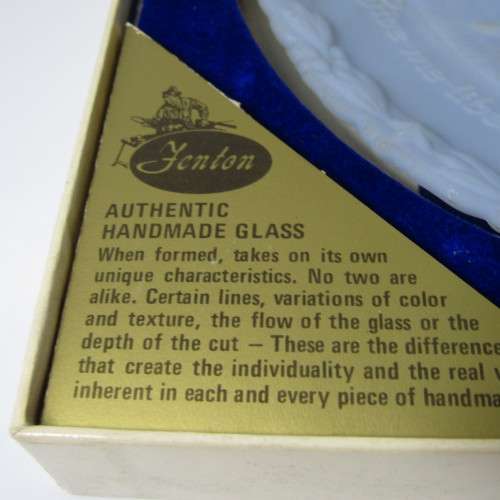 Fenton
AUTHENTIC
HANDMADE GLASS
When formed, takes on its own
unique characteristics. No two are
alike. Certain lines, variations of color
and texture, the flow of the glass or the
depth of the cut — These are the difference
that create the individuality and the real
inherent in each and every piece of handma